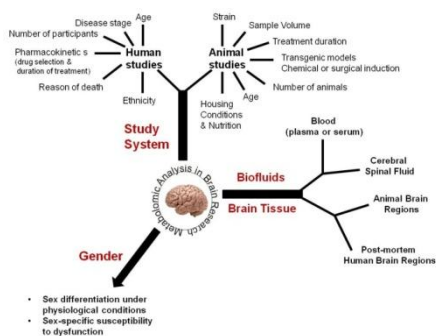 Age
Disease stage
Number of participants
Pharmacokinetic s
(drug selection &
duration of treatment)
Reason of death
Ethnicity
Human
studies
Strain
Sample Volume
Treatment duration
Transgenic models
Chemical or surgical induction
Number of animals
Age
Housing
Conditions
& Nutrition
Animal
studies
Study
System
Metabolomic Analysis in Brain Research
Biofluids
Brain Tissue
Blood
(plasma or serum)
Cerebral
Spinal Fluid
Animal Brain
Regions
Post-mortem
Human Brain Regions
Gender
• Sex differentiation under
physiological conditions
• Sex-specific susceptibility
to dysfunction